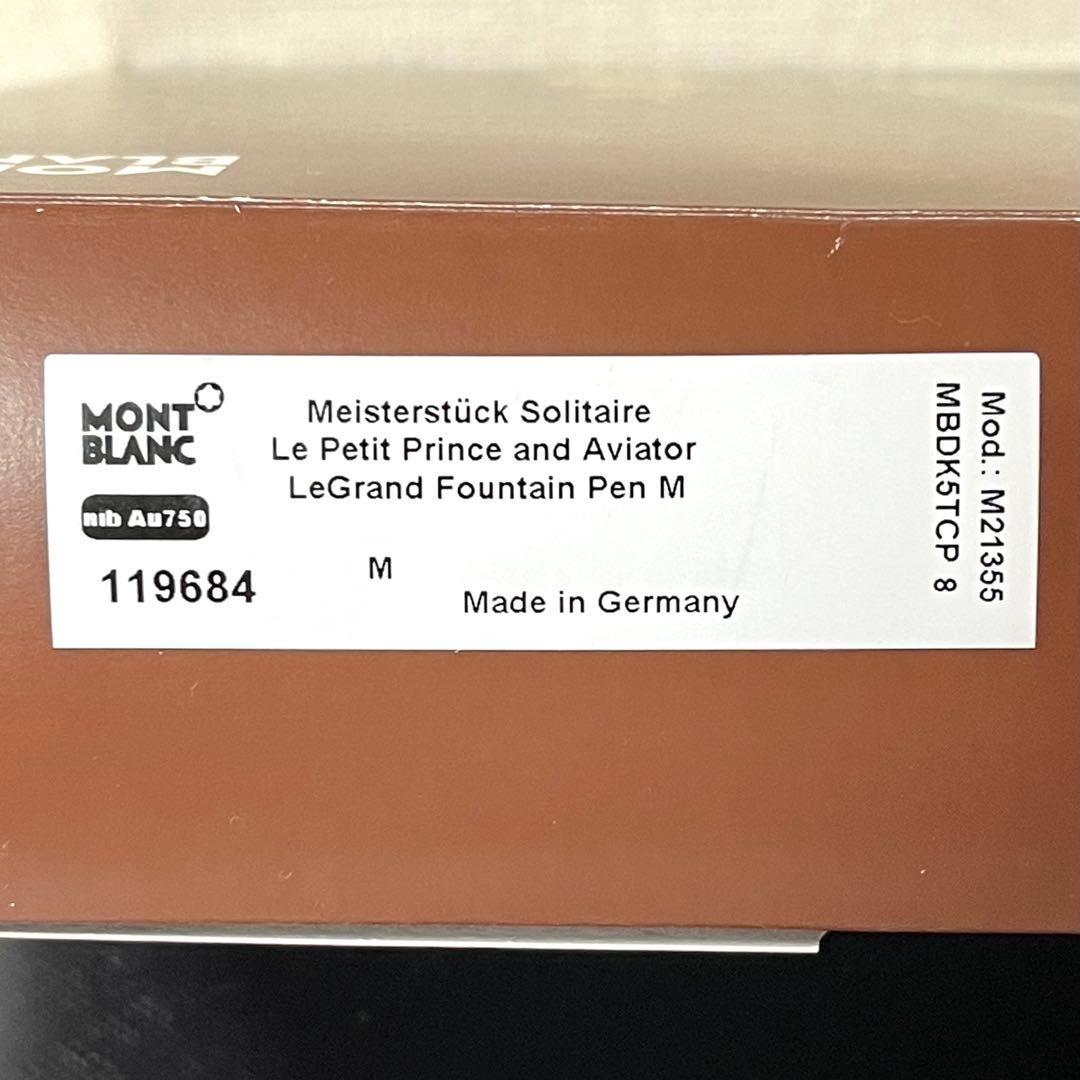 MONT
BLANC
nib Au750
119684
Meisterstück Solitaire
Le Petit Prince and Aviator
LeGrand Fountain Pen M
M
Made in Germany
Mod.: M21355
MBDK5TCP 8